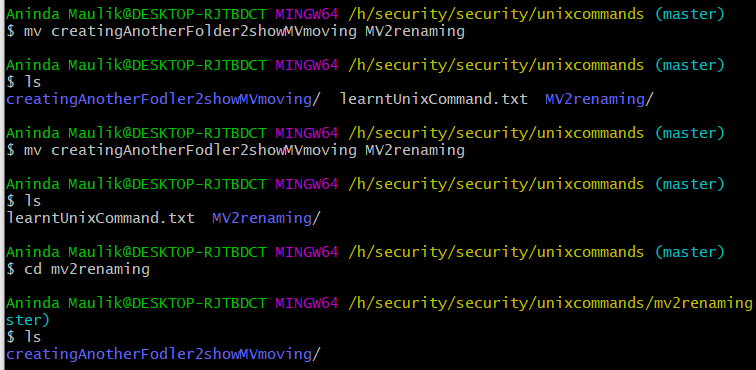 Aninda Maulik@DESKTOP-RJTBDCT MINGW64 /h/security/security/unixcommands (master)
$ mv creatingAnotherFolder2showMVmoving MV2renaming
Aninda Maulik@DESKTOP-RJTBDCT MINGW64 /h/security/security/unixcommands (master)
$ ls
creatingAnotherFodler2showMVmoving/  learntUnixCommand.txt  MV2renaming/
Aninda Maulik@DESKTOP-RJTBDCT MINGW64 /h/security/security/unixcommands (master)
$ mv creatingAnotherFodler2showMVmoving MV2renaming
Aninda Maulik@DESKTOP-RJTBDCT MINGW64 /h/security/security/unixcommands (master)
$ ls
learntUnixCommand.txt  MV2renaming/
Aninda Maulik@DESKTOP-RJTBDCT MINGW64 /h/security/security/unixcommands (master)
$ cd mv2renaming
Aninda Maulik@DESKTOP-RJTBDCT MINGW64 /h/security/security/unixcommands/mv2renaming
ster)
$ ls
creatingAnotherFodler2showMVmoving/